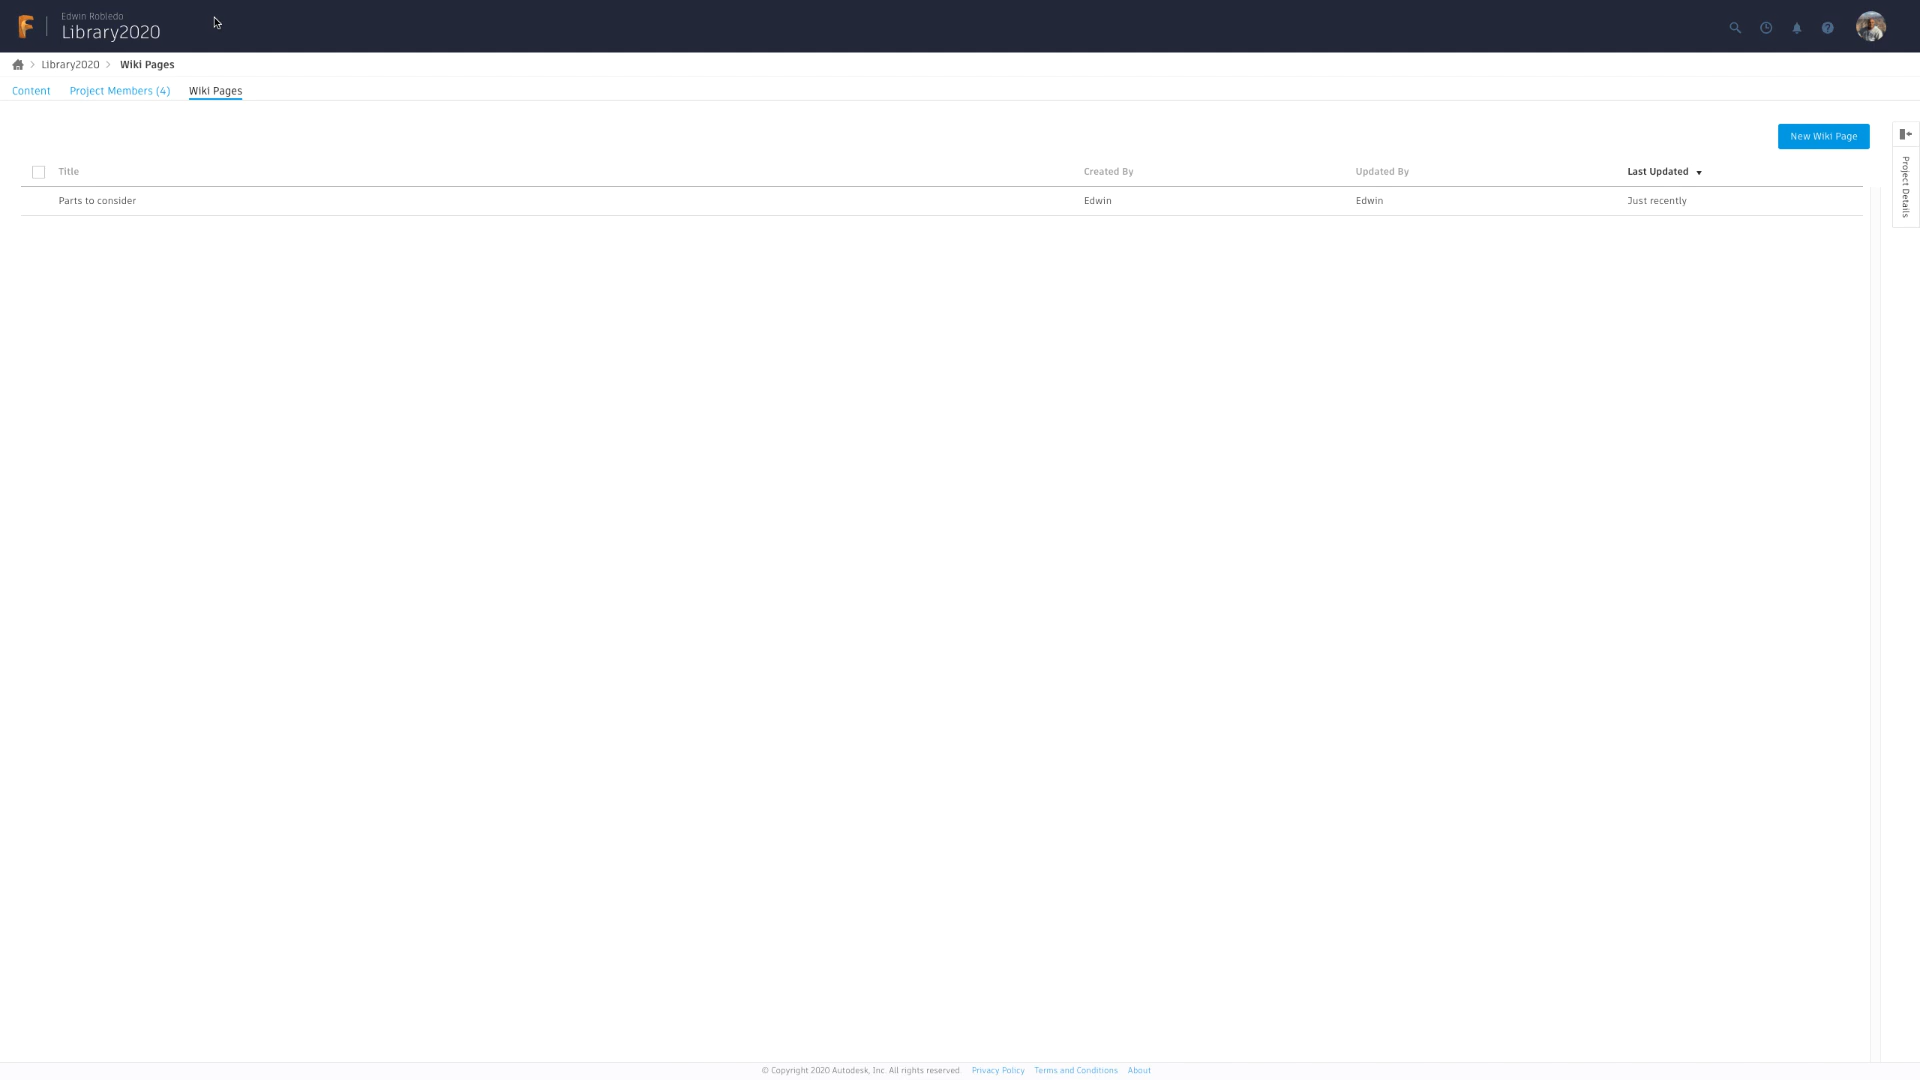 Edwin Robledo
Library2020
Library2020 Wiki Pages
Content Project Members (4) Wiki Pages
New Wiki Page
Project Details
Title Created By Updated By Last Updated
Parts to consider Edwin Edwin Just recently
© Copyright 2020 Autodesk, Inc. All rights reserved. Privacy Policy Terms and Conditions About